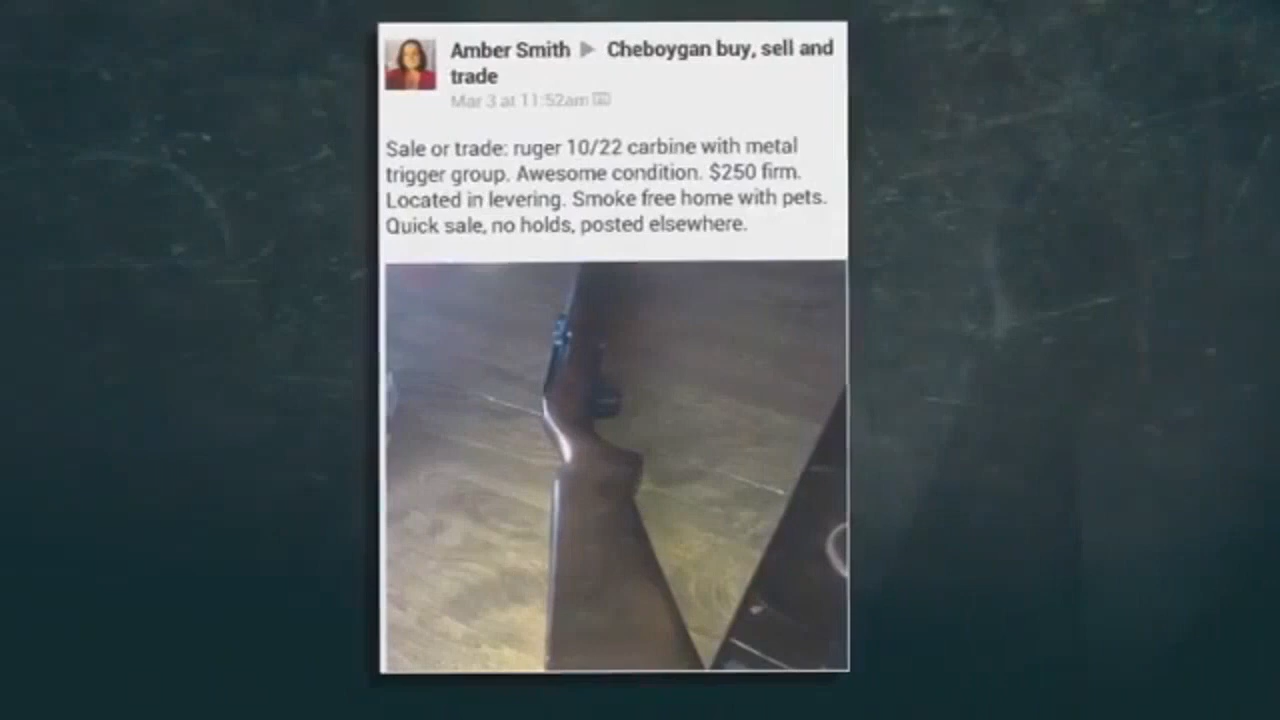 Amber Smith ▶ Cheboygan buy, sell and
trade
Mar 3 at 11:52am
Sale or trade: ruger 10/22 carbine with metal
trigger group. Awesome condition. $250 firm.
Located in levering. Smoke free home with pets.
Quick sale, no holds, posted elsewhere.